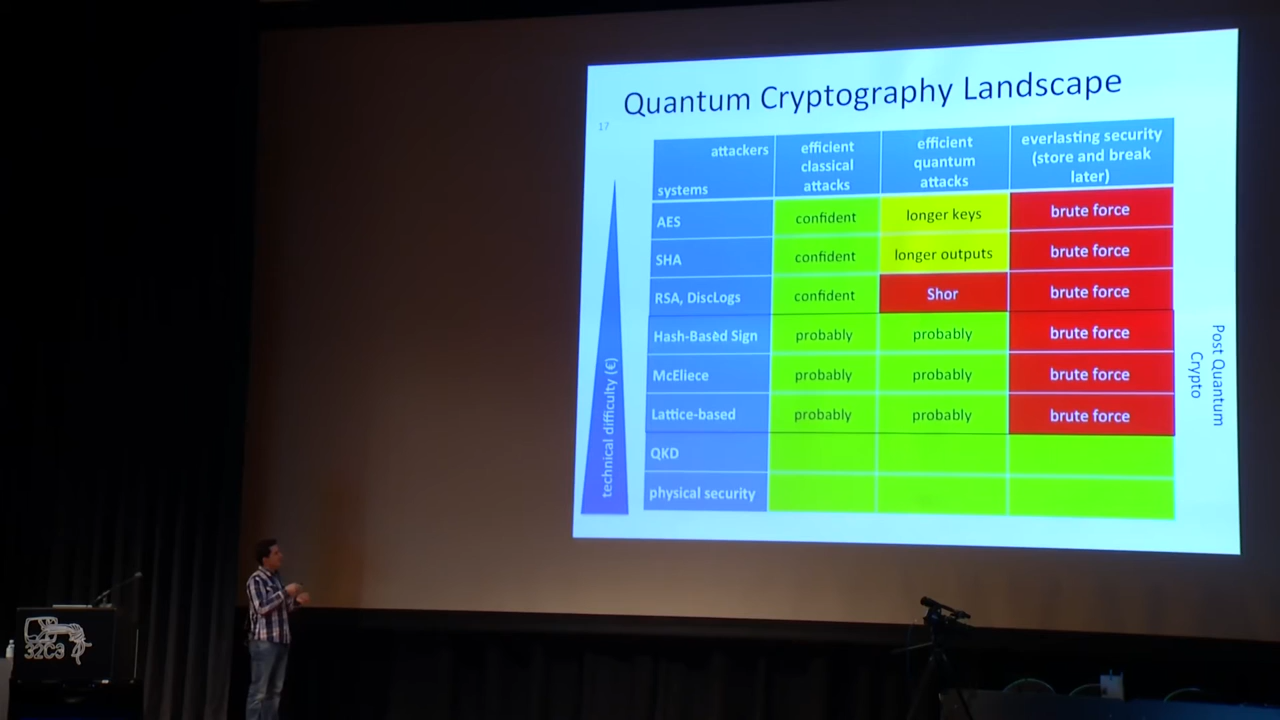 Quantum Cryptography Landscape
17
attackers
systems
efficient
classical
attacks
efficient
quantum
attacks
everlasting security
(store and break
later)
AES
confident
longer keys
brute force
SHA
confident
longer outputs
brute force
RSA, DiscLogs
confident
Shor
brute force
Hash-Based Sign
probably
probably
brute force
McEliece
probably
probably
brute force
Lattice-based
probably
probably
brute force
QKD
physical security
technical difficulty (€)
Post Quantum
Crypto
32C3